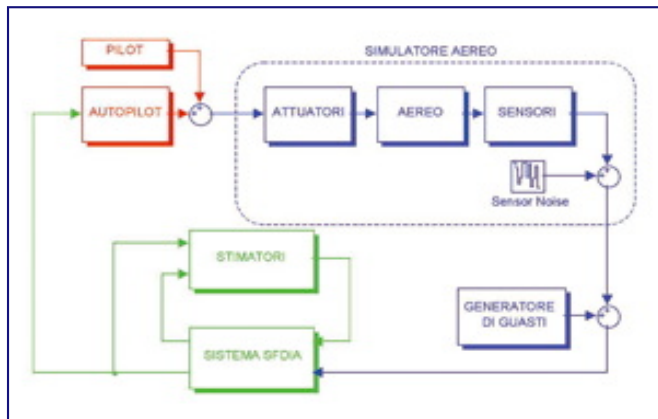 SIMULATORE AEREO
PILOT
AUTOPILOT
ATTUATORI
AEREO
SENSORI
Sensor Noise
STIMATORI
GENERATORE
DI GUASTI
SISTEMA SFDIA